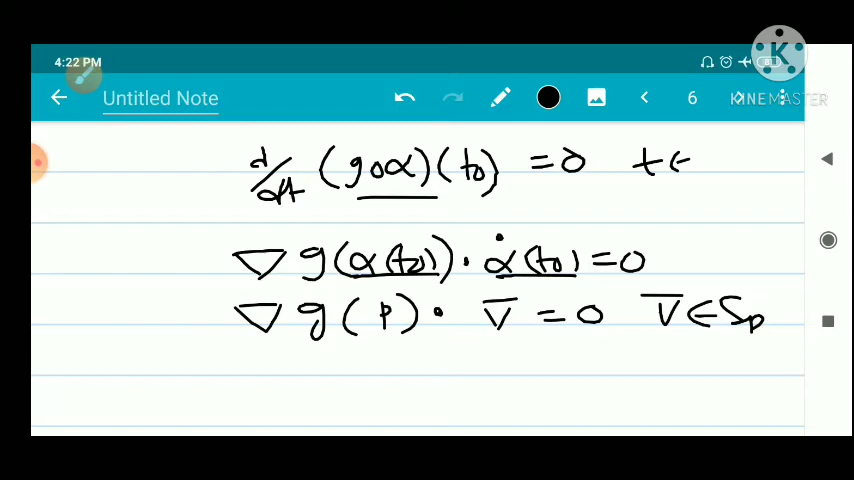 4:22 PM
K
KINEMASTER
Untitled Note
6
d/dt (g∘α)(t₀) = 0 t ∈
∇ g(α(t₀)) · α̇(t₀) = 0
∇ g(p) · v̅ = 0 v̅ ∈ Sₚ